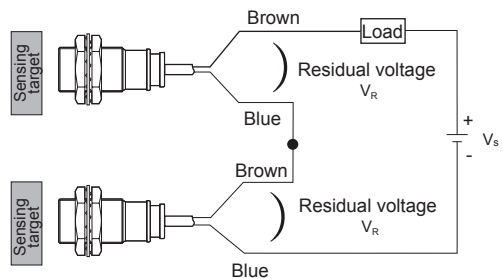 Sensing
target
Brown
Load
Residual voltage
VR
Blue
+
Vs
-
Sensing
target
Brown
Residual voltage
VR
Blue